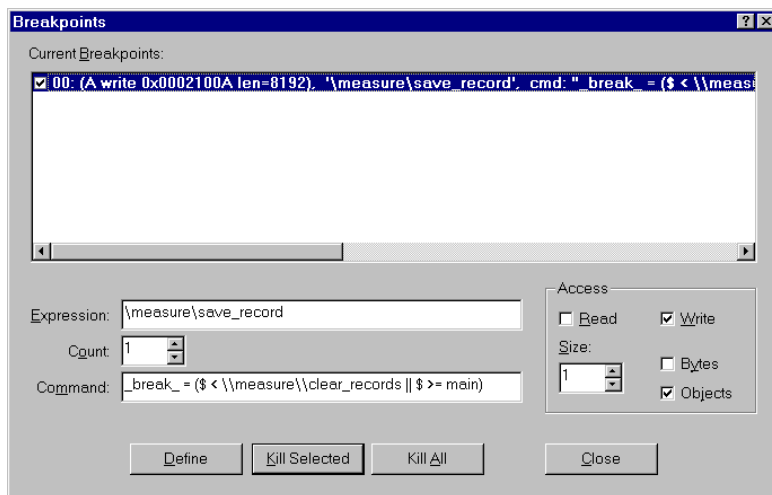 Breakpoints
Current Breakpoints:
00: (A write 0x0002100A len=8192), '\measure\save_record', cmd: "_break_ = ($ < \\measu
Expression: \measure\save_record
Count: 1
Command: _break_ = ($ < \\measure\\clear_records || $ >= main)
Access
Read Write
Size:
1
Bytes
Objects
Define Kill Selected Kill All Close